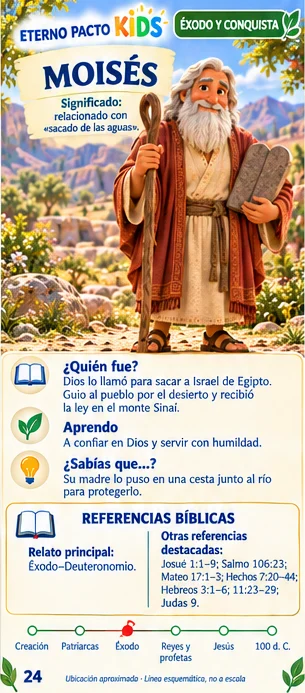 ETERNO PACTO KIDS
ÉXODO Y CONQUISTA
MOISÉS
Significado:
relacionado con
«sacado de las aguas».
¿Quién fue?
Dios lo llamó para sacar a Israel de Egipto.
Guio al pueblo por el desierto y recibió
la ley en el monte Sinaí.
Aprendo
A confiar en Dios y servir con humildad.
¿Sabías que...?
Su madre lo puso en una cesta junto al río
para protegerlo.
REFERENCIAS BÍBLICAS
Relato principal:
Éxodo–Deuteronomio.
Otras referencias
destacadas:
Josué 1:1–9; Salmo 106:23;
Mateo 17:1–3; Hechos 7:20–44;
Hebreos 3:1–6; 11:23–29;
Judas 9.
Creación
Patriarcas
Éxodo
Reyes y
profetas
Jesús
100 d. C.
24
Ubicación aproximada · Línea esquemática, no a escala